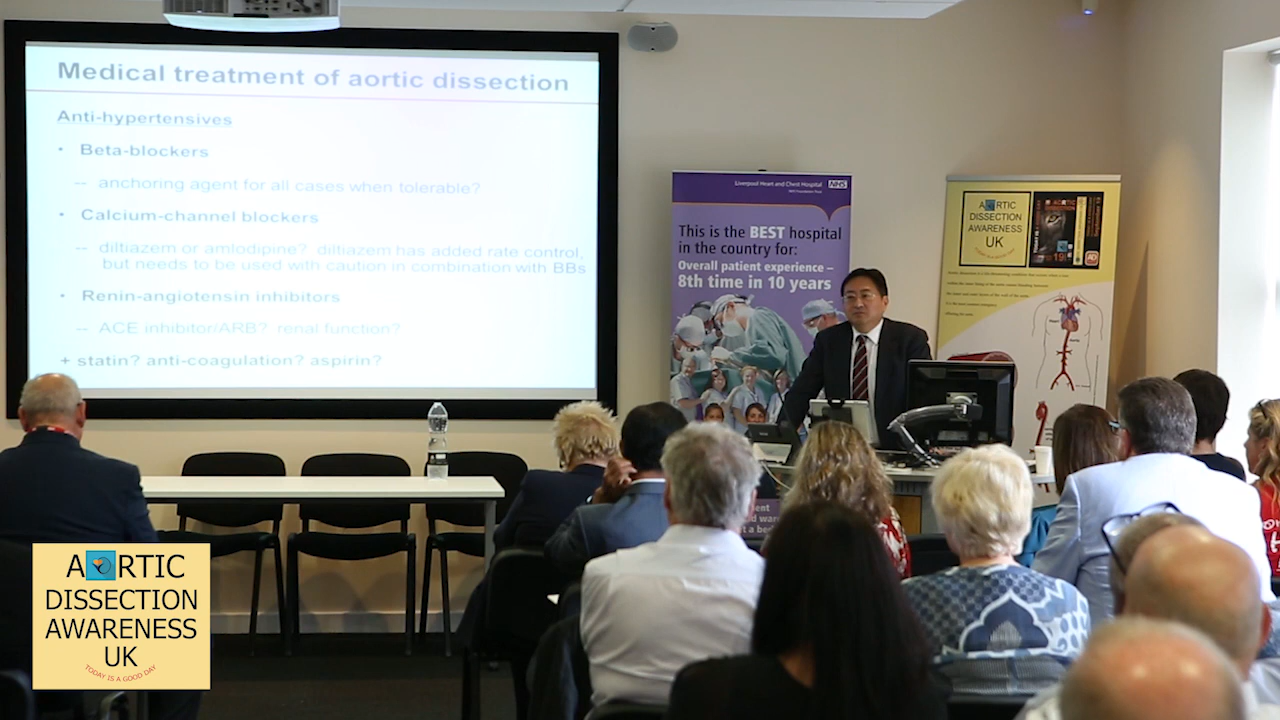 Medical treatment of aortic dissection
Anti-hypertensives
• Beta-blockers
-- anchoring agent for all cases when tolerable?
• Calcium-channel blockers
-- diltiazem or amlodipine? diltiazem has added rate control,
but needs to be used with caution in combination with BBs
• Renin-angiotensin inhibitors
-- ACE inhibitor/ARB? renal function?
+ statin? anti-coagulation? aspirin?
Liverpool Heart and Chest Hospital NHS
This is the BEST hospital
in the country for:
Overall patient experience –
8th time in 10 years
AORTIC
DISSECTION
AWARENESS
UK
AORTIC
DISSECTION
19!
AORTIC
DISSECTION
AWARENESS
UK
TODAY IS A GOOD DAY